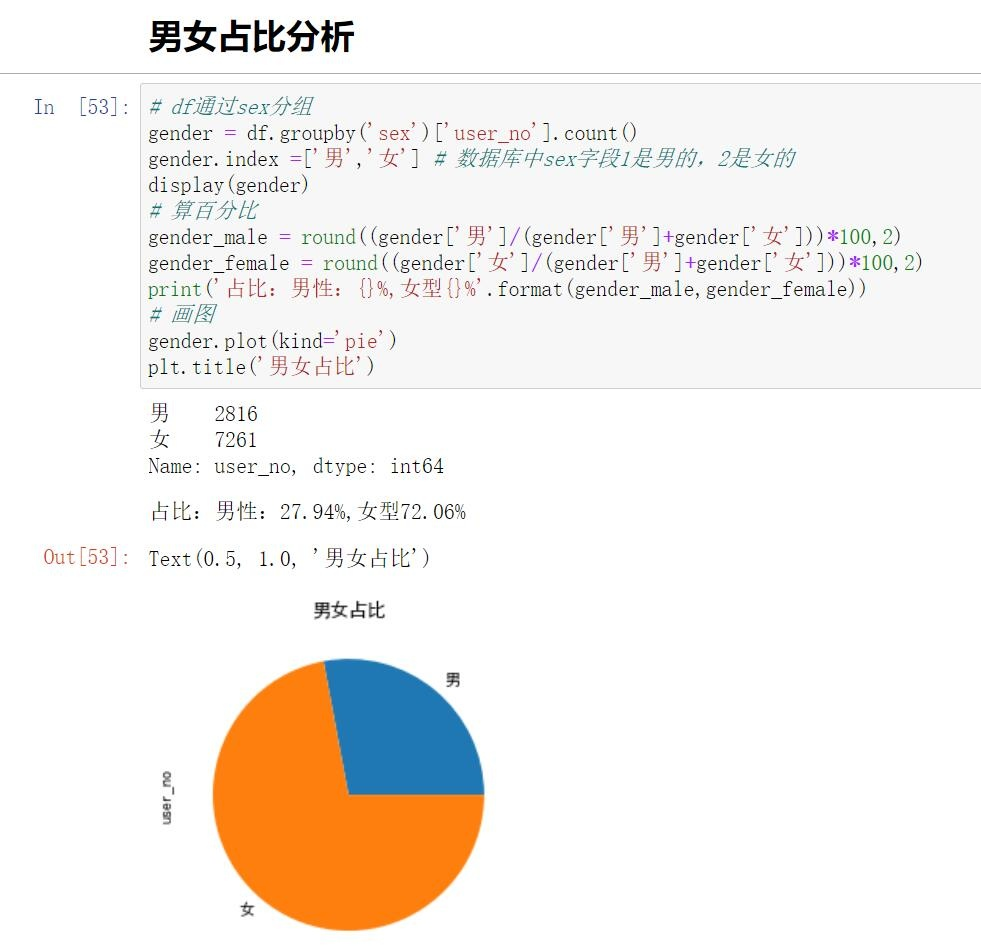 男女占比分析
In [53]:
# df通过sex分组
gender = df.groupby('sex')['user_no'].count()
gender.index =['男','女'] # 数据库中sex字段1是男的，2是女的
display(gender)
# 算百分比
gender_male = round((gender['男']/(gender['男']+gender['女']))*100,2)
gender_female = round((gender['女']/(gender['男']+gender['女']))*100,2)
print('占比：男性：{}%,女型{}%'.format(gender_male,gender_female))
# 画图
gender.plot(kind='pie')
plt.title('男女占比')
男 2816
女 7261
Name: user_no, dtype: int64
占比：男性：27.94%,女型72.06%
Out[53]: Text(0.5, 1.0, '男女占比')
男女占比
男
user_no
女